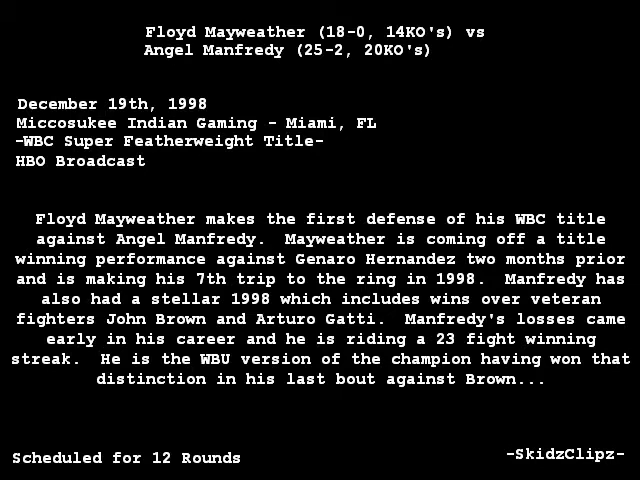 Floyd Mayweather (18-0, 14KO's) vs
Angel Manfredy (25-2, 20KO's)
December 19th, 1998
Miccosukee Indian Gaming - Miami, FL
-WBC Super Featherweight Title-
HBO Broadcast
Floyd Mayweather makes the first defense of his WBC title
against Angel Manfredy. Mayweather is coming off a title
winning performance against Genaro Hernandez two months prior
and is making his 7th trip to the ring in 1998. Manfredy has
also had a stellar 1998 which includes wins over veteran
fighters John Brown and Arturo Gatti. Manfredy's losses came
early in his career and he is riding a 23 fight winning
streak. He is the WBU version of the champion having won that
distinction in his last bout against Brown...
Scheduled for 12 Rounds
-SkidzClipz-